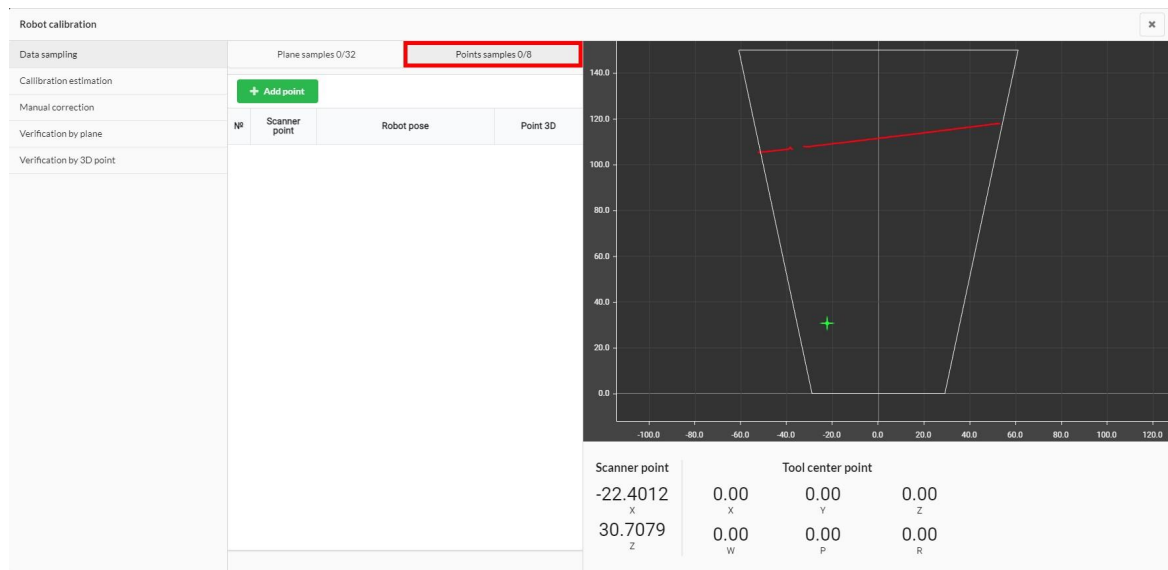 Robot calibration
×
Data sampling
Callibration estimation
Manual correction
Verification by plane
Verification by 3D point
Plane samples 0/32
Points samples 0/8
+ Add point
Nº
Scanner point
Robot pose
Point 3D
140.0
120.0
100.0
80.0
60.0
40.0
20.0
0.0
-100.0 -80.0 -60.0 -40.0 -20.0 0.0 20.0 40.0 60.0 80.0 100.0 120.0
Scanner point
-22.4012
X
30.7079
Z
Tool center point
0.00 0.00 0.00
X Y Z
0.00 0.00 0.00
W P R